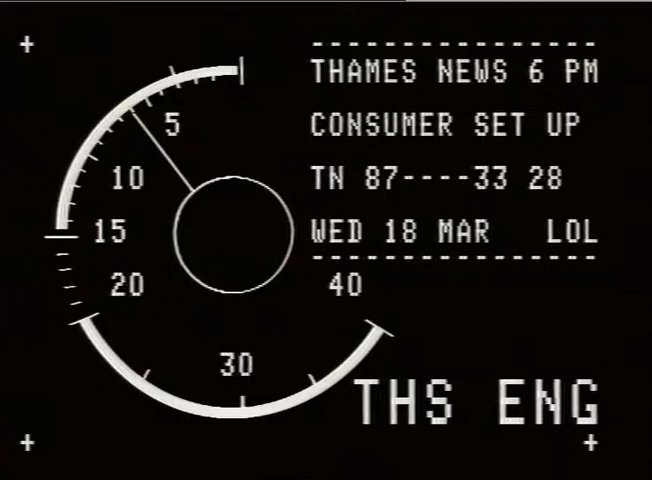 THAMES NEWS 6 PM
CONSUMER SET UP
TN 87----33 28
WED 18 MAR LOL
5
10
15
20
30
40
THS ENG